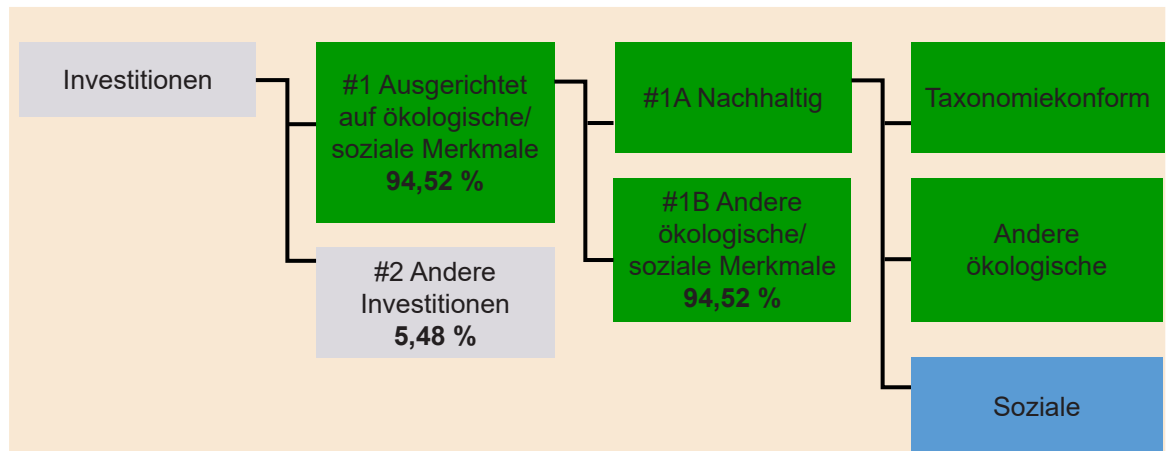 Investitionen
#1 Ausgerichtet
auf ökologische/
soziale Merkmale
94,52 %
#2 Andere
Investitionen
5,48 %
#1A Nachhaltig
#1B Andere
ökologische/
soziale Merkmale
94,52 %
Taxonomiekonform
Andere
ökologische
Soziale